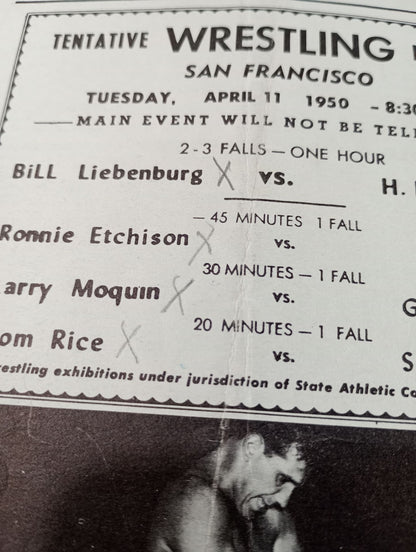 TENTATIVE WRESTLING
SAN FRANCISCO
TUESDAY, APRIL 11 1950 - 8:30
MAIN EVENT WILL NOT BE TEL
2-3 FALLS — ONE HOUR
BiLL Liebenburg X vs. H.
— 45 MINUTES 1 FALL
Ronnie Etchison X vs.
30 MINUTES — 1 FALL
arry Moquin X vs. G
20 MINUTES — 1 FALL
om Rice X vs. S
estling exhibitions under jurisdiction of State Athletic Co